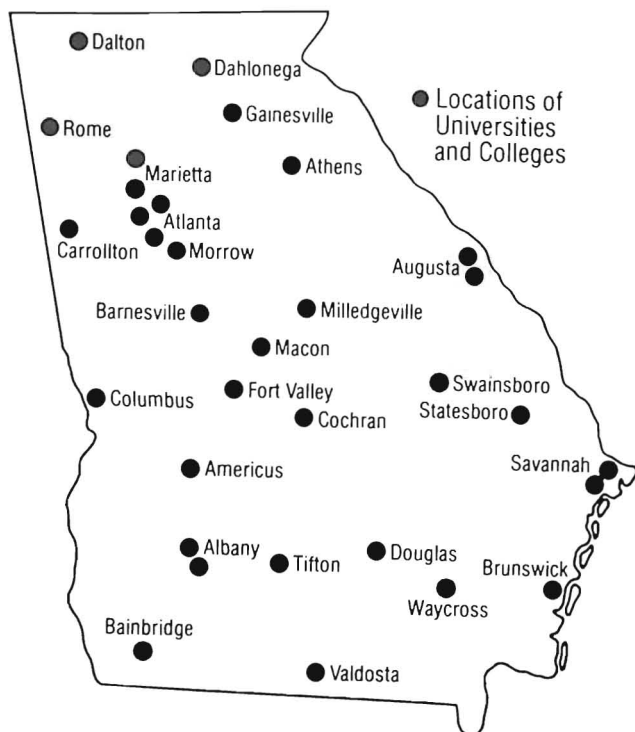 Dalton
Dahlonega
Gainesville
Locations of
Universities
and Colleges
Rome
Marietta
Athens
Atlanta
Carrollton
Morrow
Augusta
Barnesville
Milledgeville
Macon
Columbus
Fort Valley
Swainsboro
Statesboro
Cochran
Americus
Savannah
Albany
Tifton
Douglas
Brunswick
Waycross
Bainbridge
Valdosta